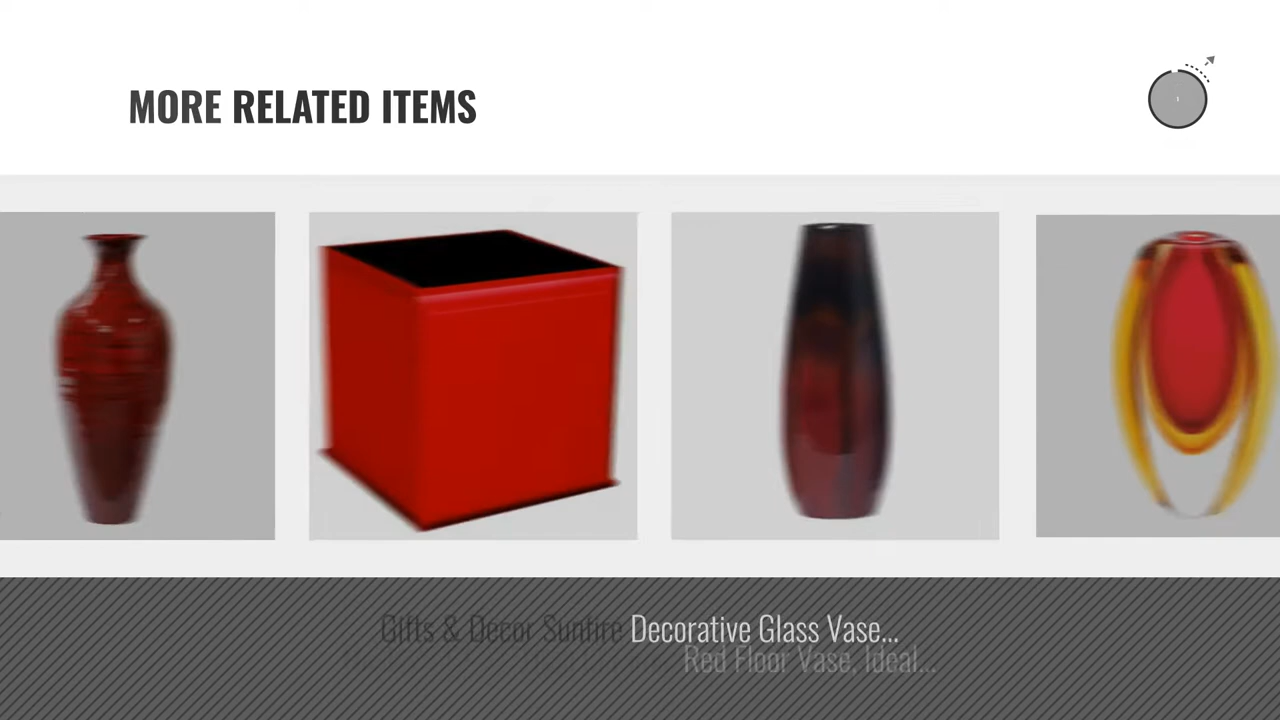 MORE RELATED ITEMS
Gifts & Decor Sunfire Decorative Glass Vase...
Red Floor Vase, Ideal...